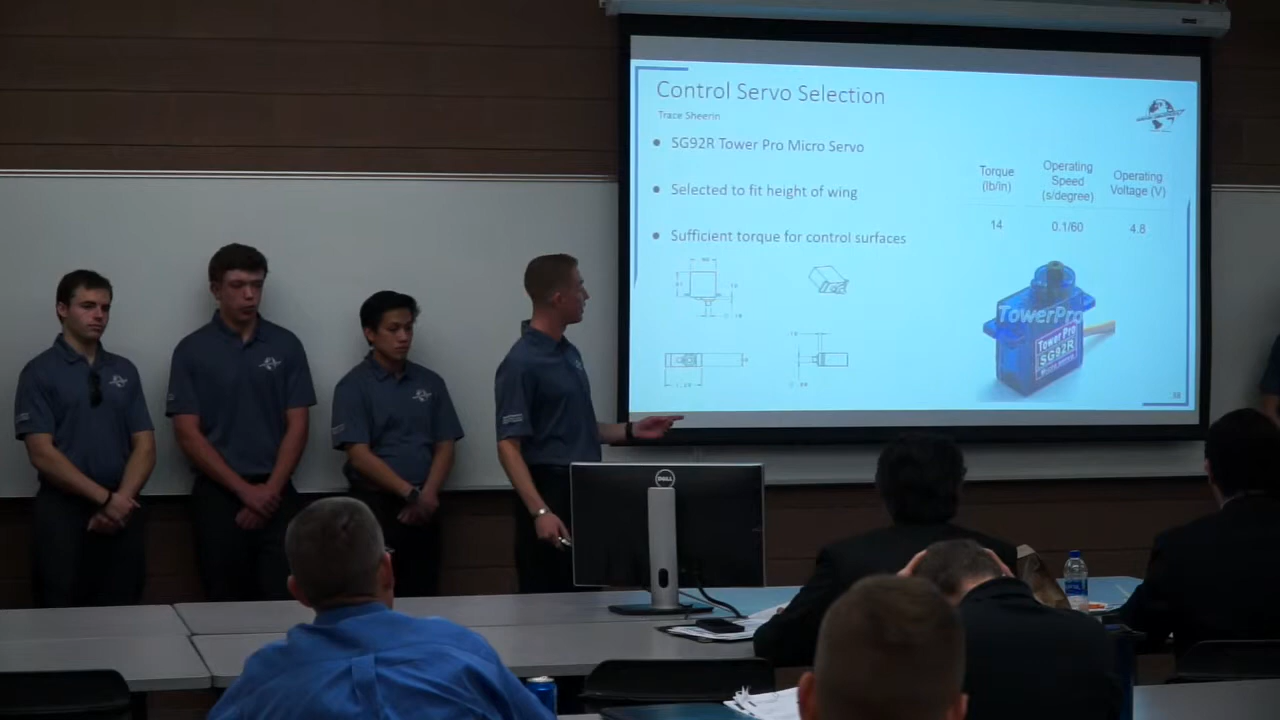 Control Servo Selection
Trace Sheerin
• SG92R Tower Pro Micro Servo
• Selected to fit height of wing
• Sufficient torque for control surfaces
Torque (lb/in)
Operating Speed (s/degree)
Operating Voltage (V)
14
0.1/60
4.8
TowerPro
Tower Pro
SG92R
DELL